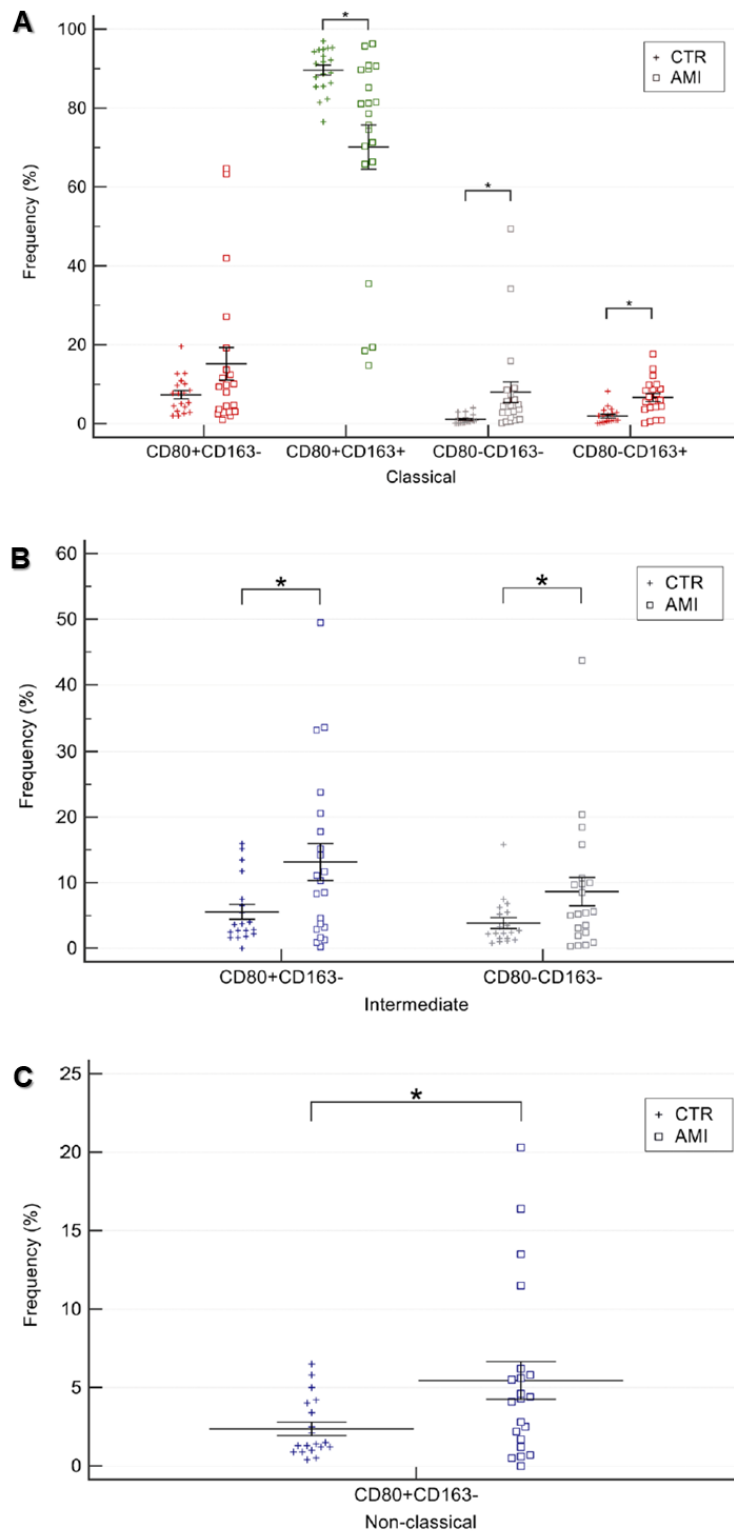 A
*
100
CTR
AMI
80
*
Frequency (%)
60
40
*
20
0
CD80+CD163-
CD80+CD163+
CD80-CD163-
CD80-CD163+
Classical
B
60
*
*
CTR
AMI
50
40
Frequency (%)
30
20
10
0
CD80+CD163-
CD80-CD163-
Intermediate
C
25
*
CTR
AMI
20
15
Frequency (%)
10
5
0
CD80+CD163-
Non-classical